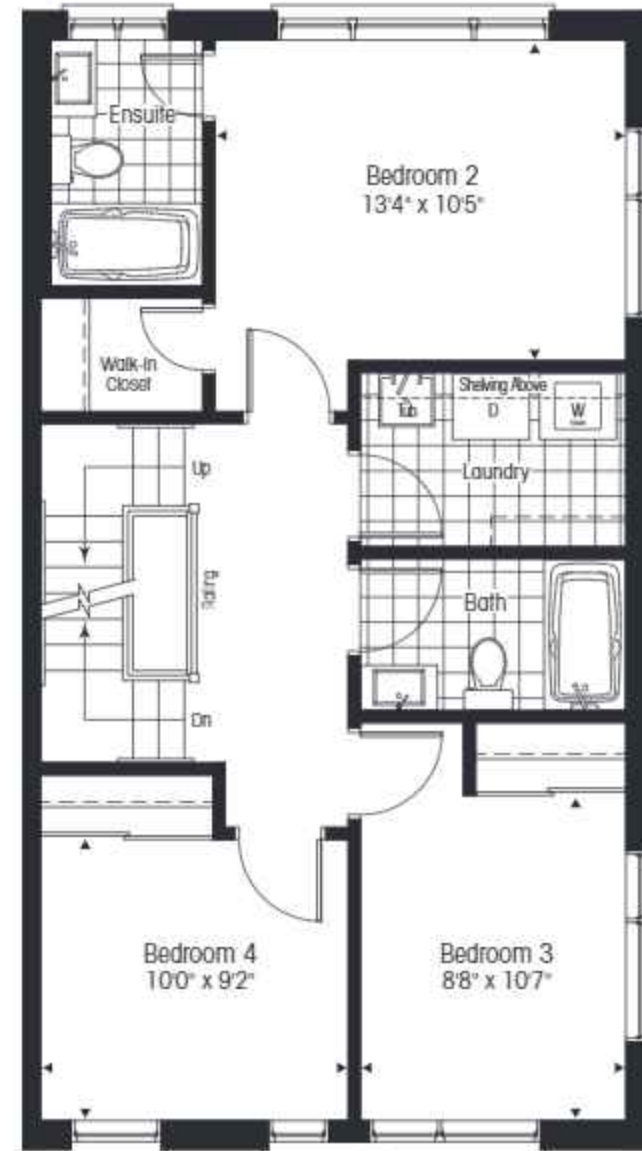 Ensuite
Bedroom 2
13'4" x 10'5"
Walk-In
Closet
Shelving Above
Tub
D
W
Laundry
Up
Railing
Bath
Dn
Bedroom 4
10'0" x 9'2"
Bedroom 3
8'8" x 10'7"